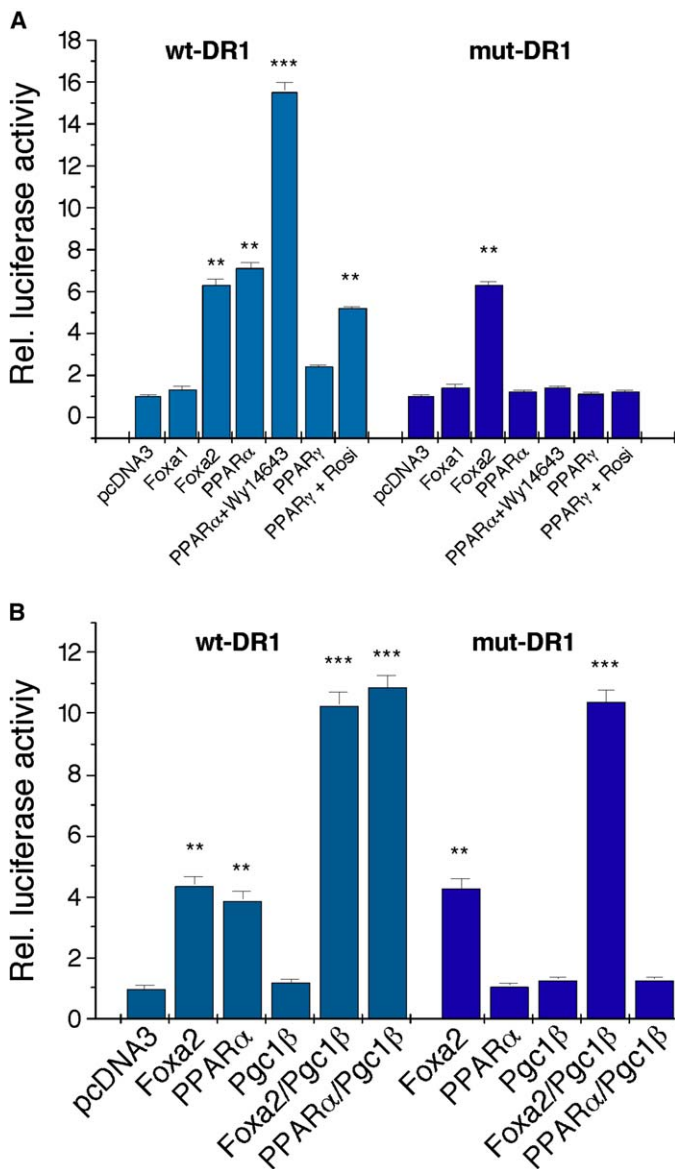 A
wt-DR1
mut-DR1
Rel. luciferase activiy
18
16
14
12
10
8
6
4
2
0
**
**
***
**
**
pcDNA3
Foxa1
Foxa2
PPARα
PPARα+Wy14643
PPARγ
PPARγ + Rosi
pcDNA3
Foxa1
Foxa2
PPARα
PPARα+Wy14643
PPARγ
PPARγ + Rosi
B
wt-DR1
mut-DR1
Rel. luciferase activiy
12
10
8
6
4
2
0
**
**
***
***
**
***
pcDNA3
Foxa2
PPARα
Pgc1β
Foxa2/Pgc1β
PPARα/Pgc1β
Foxa2
PPARα
Pgc1β
Foxa2/Pgc1β
PPARα/Pgc1β